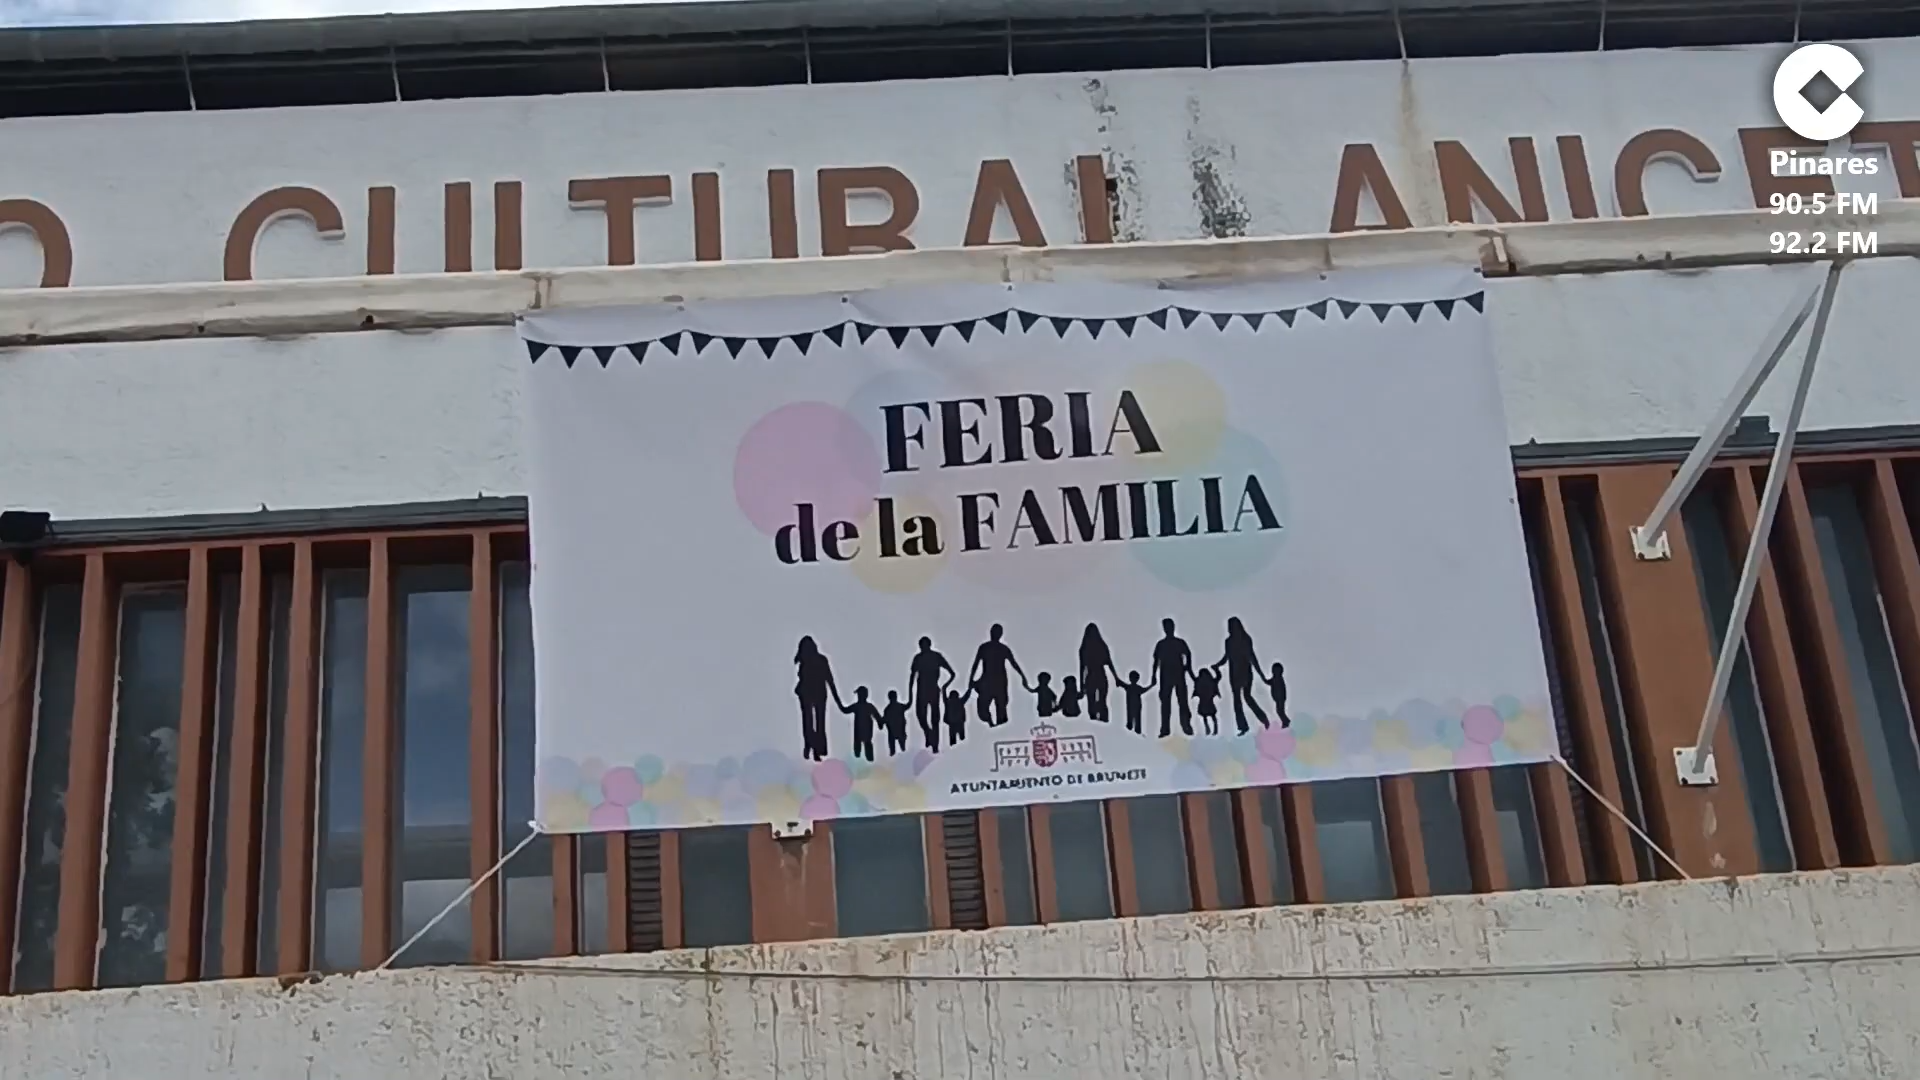 CULTURAL ANICET
Pinares
90.5 FM
92.2 FM
FERIA
de la FAMILIA
AYUNTAMIENTO DE BRUNETE